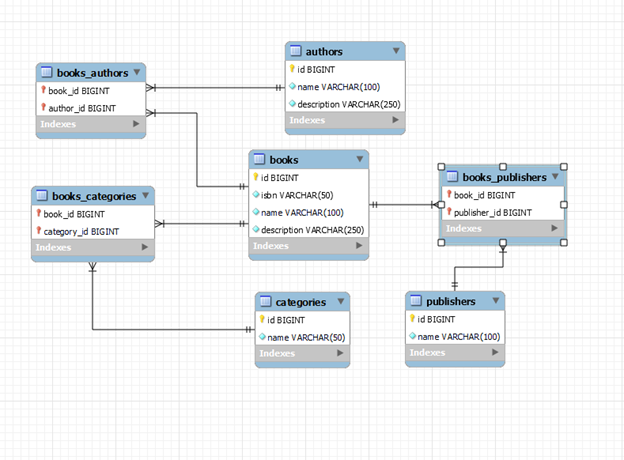 authors
id BIGINT
name VARCHAR(100)
description VARCHAR(250)
Indexes
books_authors
book_id BIGINT
author_id BIGINT
Indexes
books
id BIGINT
isbn VARCHAR(50)
name VARCHAR(100)
description VARCHAR(250)
Indexes
books_publishers
book_id BIGINT
publisher_id BIGINT
Indexes
books_categories
book_id BIGINT
category_id BIGINT
Indexes
categories
id BIGINT
name VARCHAR(50)
Indexes
publishers
id BIGINT
name VARCHAR(100)
Indexes